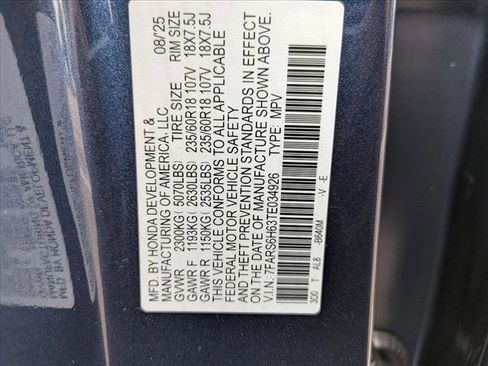 MFD. BY HONDA DEVELOPMENT & 08/25
MANUFACTURING OF AMERICA, LLC
GVWR 2300KG (5070LBS) TIRE SIZE RIM SIZE
GAWR F 1193KG (2630LBS) 235/60R18 107V 18X7.5J
GAWR R 1150KG (2535LBS) 235/60R18 107V 18X7.5J
THIS VEHICLE CONFORMS TO ALL APPLICABLE
FEDERAL MOTOR VEHICLE SAFETY
AND THEFT PREVENTION STANDARDS IN EFFECT
ON THE DATE OF MANUFACTURE SHOWN ABOVE.
V.I.N.: 7FARS6H63TE034926 TYPE: MPV
3D0 T AL8 -B640M -V -E